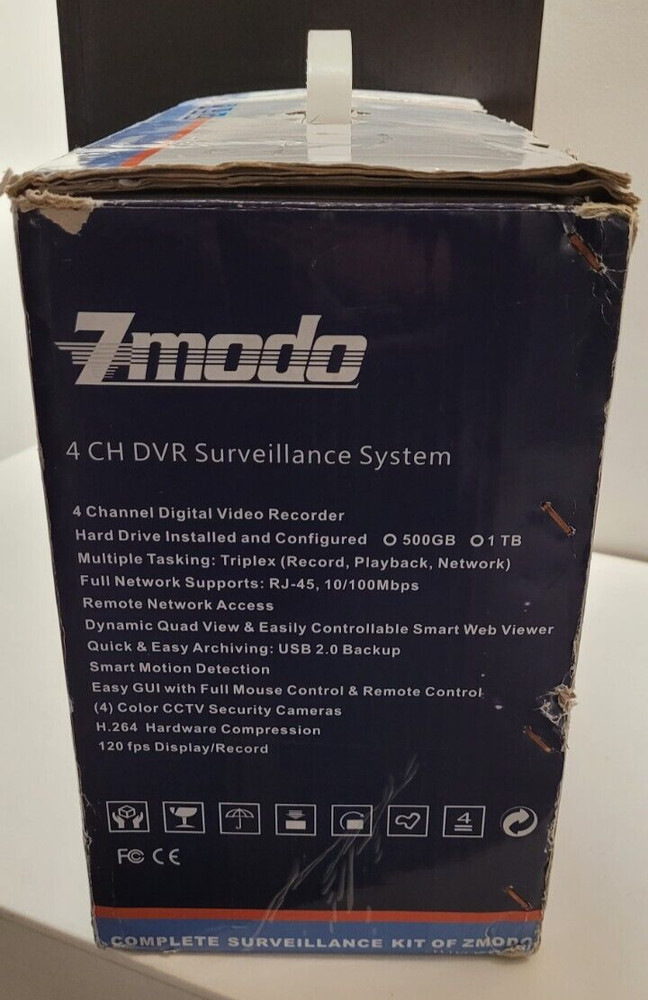 Zmodo
4 CH DVR Surveillance System
4 Channel Digital Video Recorder
Hard Drive Installed and Configured O 500GB O 1 TB
Multiple Tasking: Triplex (Record, Playback, Network)
Full Network Supports: RJ-45, 10/100Mbps
Remote Network Access
Dynamic Quad View & Easily Controllable Smart Web Viewer
Quick & Easy Archiving: USB 2.0 Backup
Smart Motion Detection
Easy GUI with Full Mouse Control & Remote Control
(4) Color CCTV Security Cameras
H.264 Hardware Compression
120 fps Display/Record
4
FC CE
COMPLETE SURVEILLANCE KIT OF ZMODO